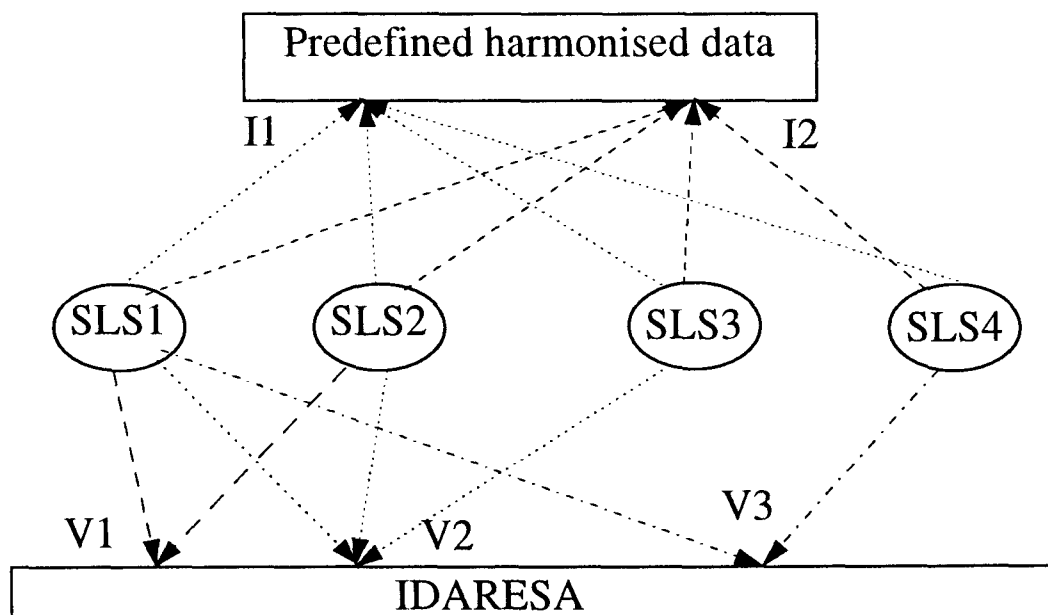 Predefined harmonised data
I1
I2
SLS1
SLS2
SLS3
SLS4
V1
V2
V3
IDARESA